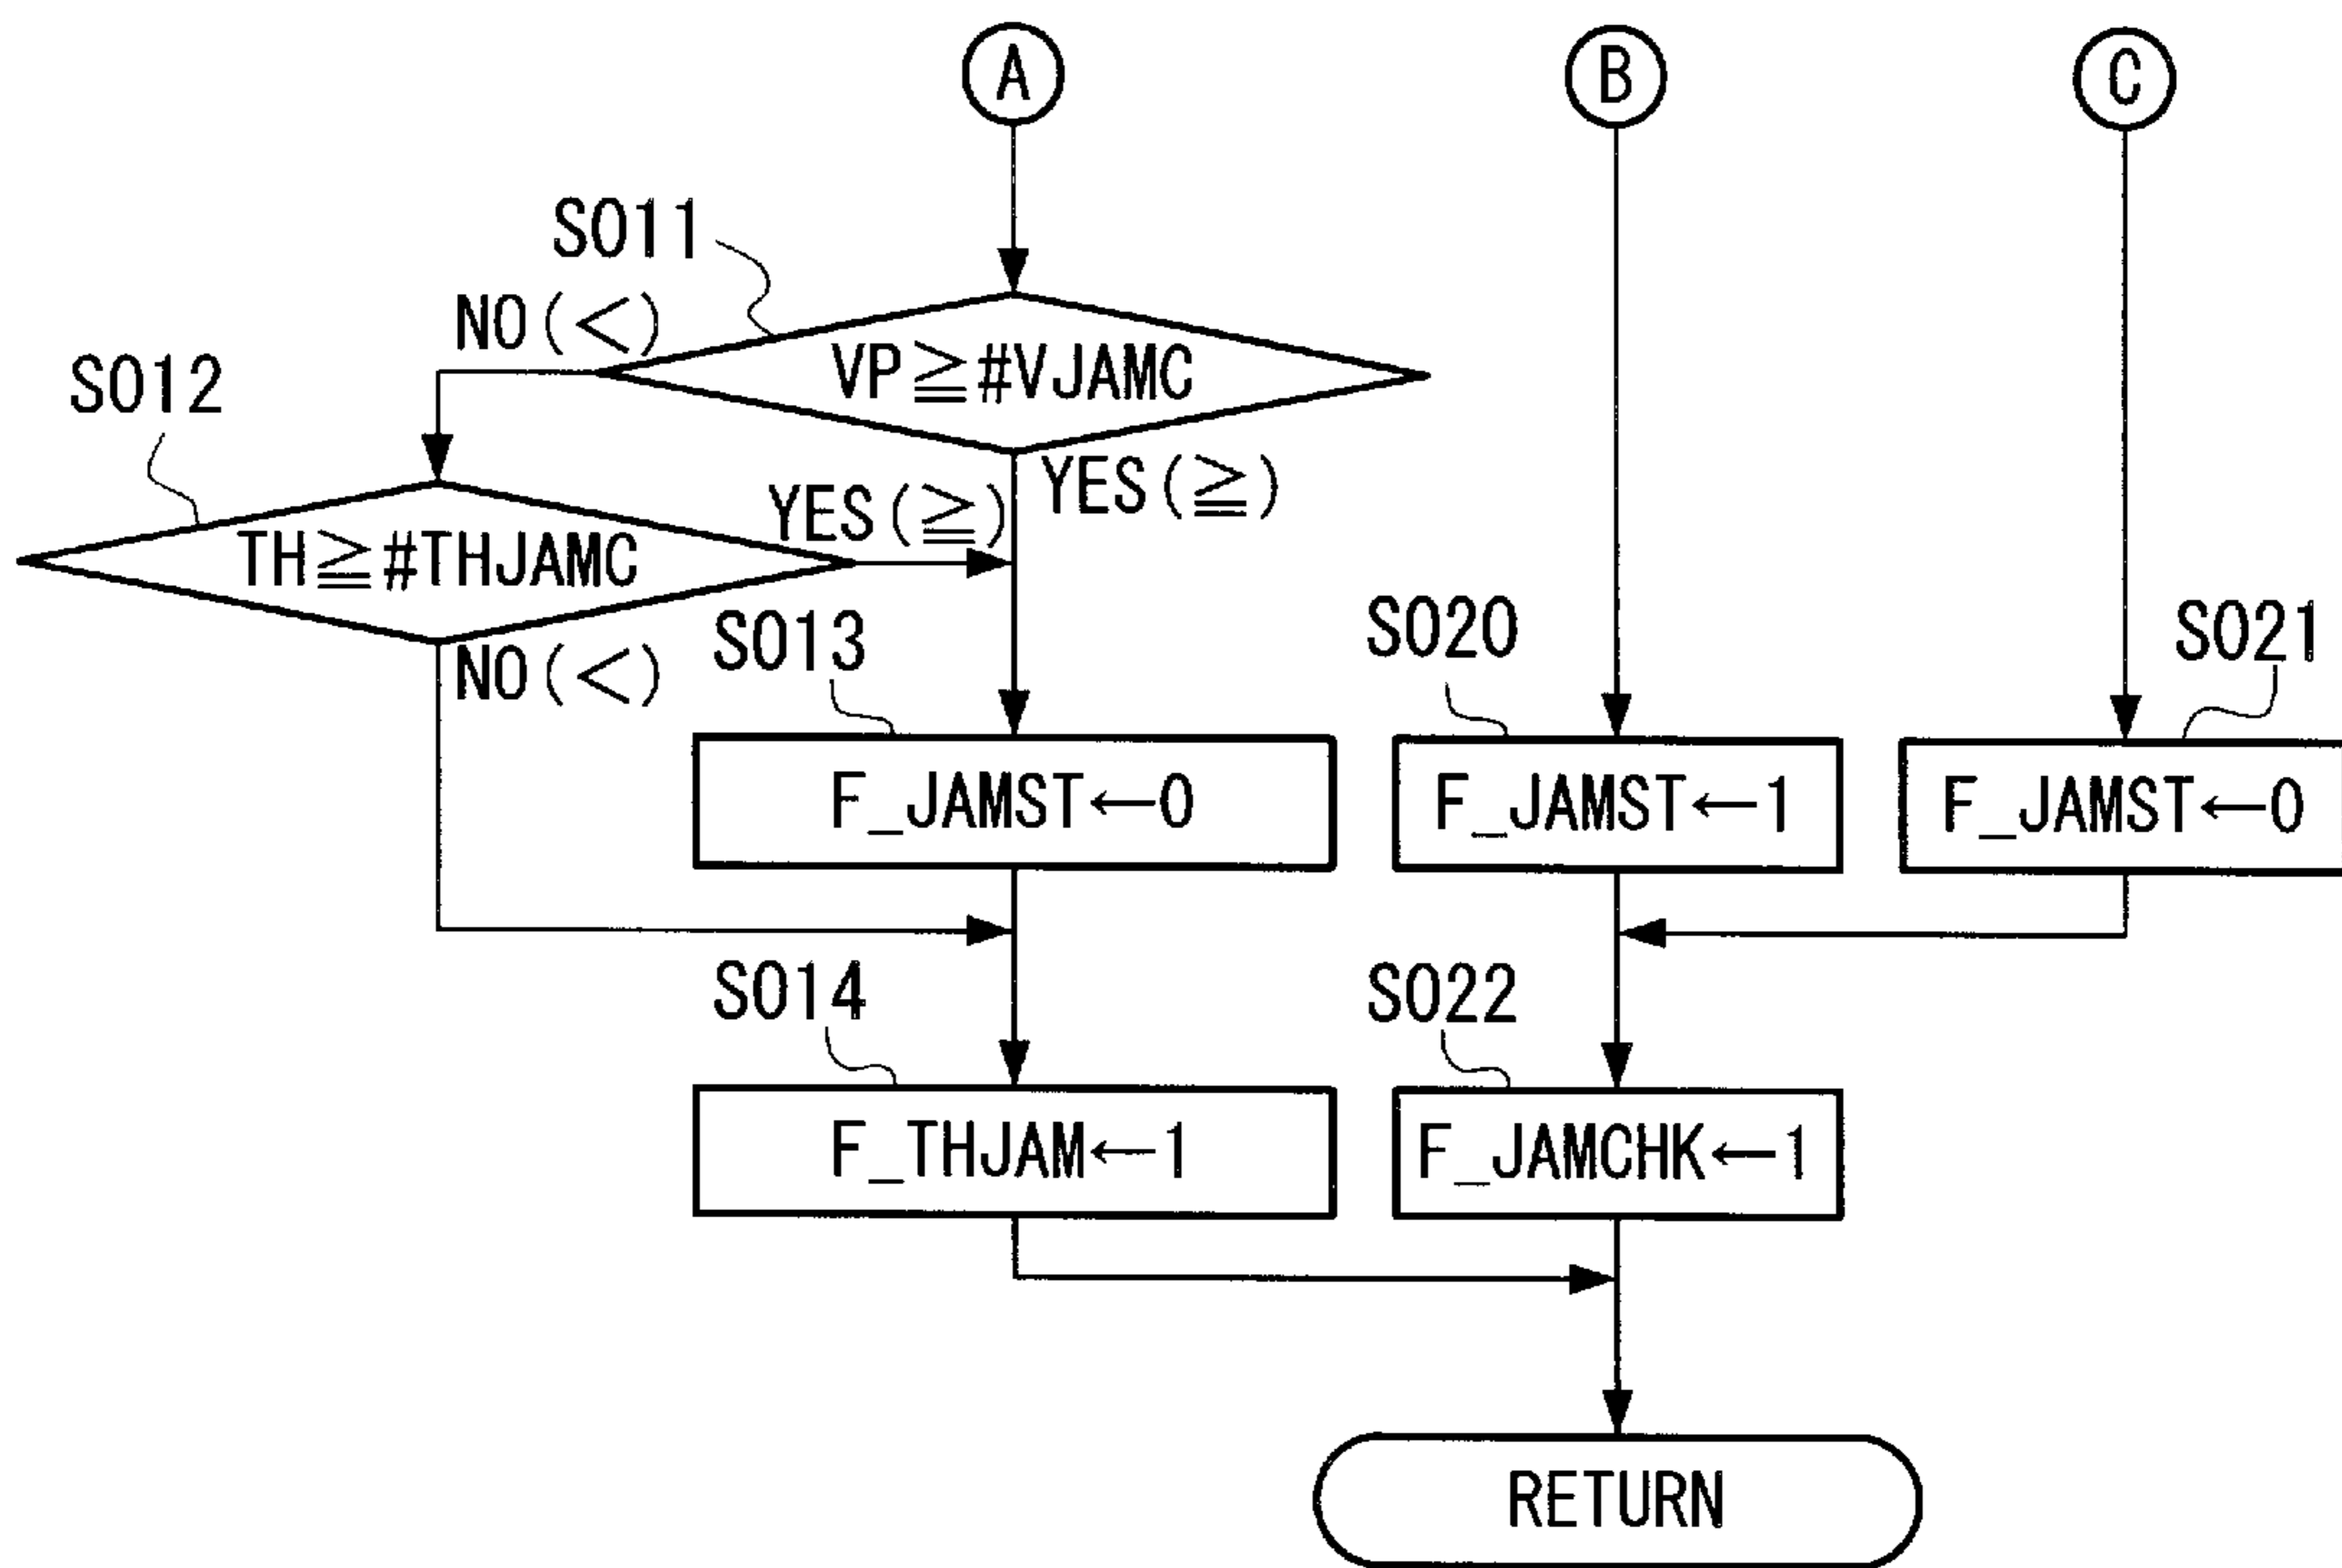 A
B
C
S011
NO(<)
VP≧#VJAMC
S012
YES(≧)
YES(≧)
TH≧#THJAMC
NO(<)
S013
S020
S021
F_JAMST←0
F_JAMST←1
F_JAMST←0
S014
S022
F_THJAM←1
F_JAMCHK←1
RETURN